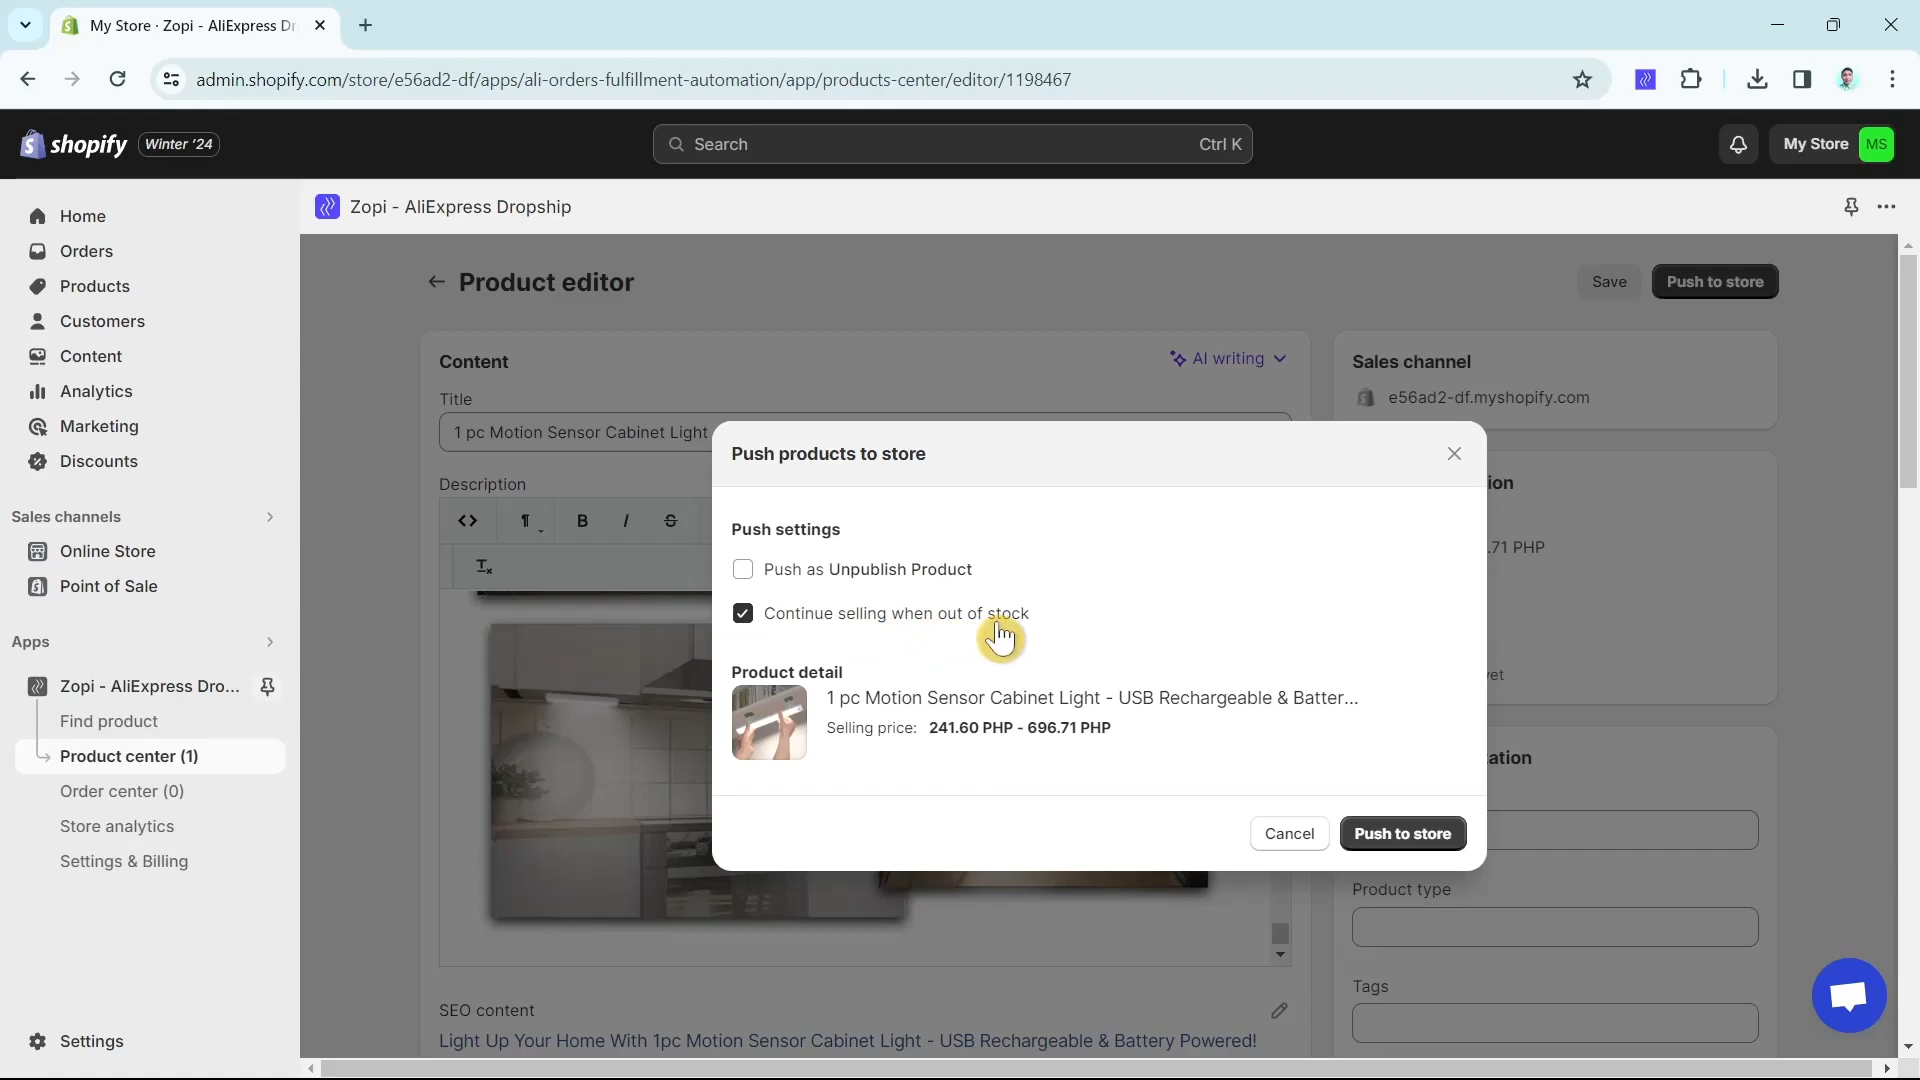 My Store · Zopi - AliExpress Dr
admin.shopify.com/store/e56ad2-df/apps/ali-orders-fulfillment-automation/app/products-center/editor/1198467
shopify
Winter '24
Search
Ctrl K
My Store
MS
Home
Orders
Products
Customers
Content
Analytics
Marketing
Discounts
Sales channels
Online Store
Point of Sale
Apps
Zopi - AliExpress Dro...
Find product
Product center (1)
Order center (0)
Store analytics
Settings & Billing
Settings
Zopi - AliExpress Dropship
Product editor
Save
Push to store
Content
AI writing
Title
1 pc Motion Sensor Cabinet Light
Description
B
I
S
SEO content
Light Up Your Home With 1pc Motion Sensor Cabinet Light - USB Rechargeable & Battery Powered!
Sales channel
e56ad2-df.myshopify.com
ion
.71 PHP
et
ation
Product type
Tags
Push products to store
Push settings
Push as Unpublish Product
Continue selling when out of stock
Product detail
1 pc Motion Sensor Cabinet Light - USB Rechargeable & Batter...
Selling price: 241.60 PHP - 696.71 PHP
Cancel
Push to store